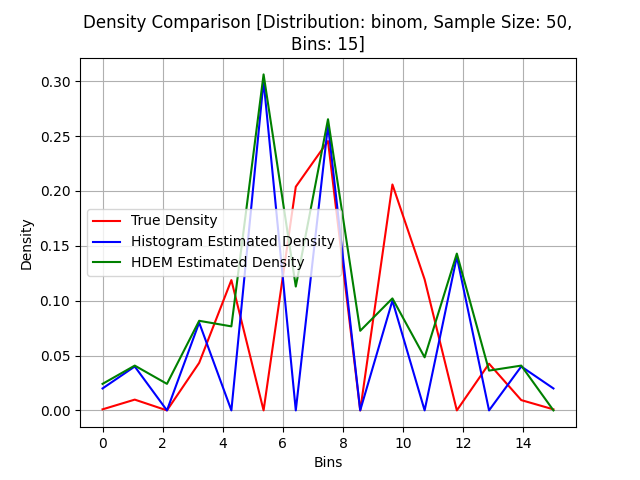 Density Comparison [Distribution: binom, Sample Size: 50,
Bins: 15]
Density
0.30
0.25
0.20
0.15
0.10
0.05
0.00
True Density
Histogram Estimated Density
HDEM Estimated Density
0 2 4 6 8 10 12 14
Bins